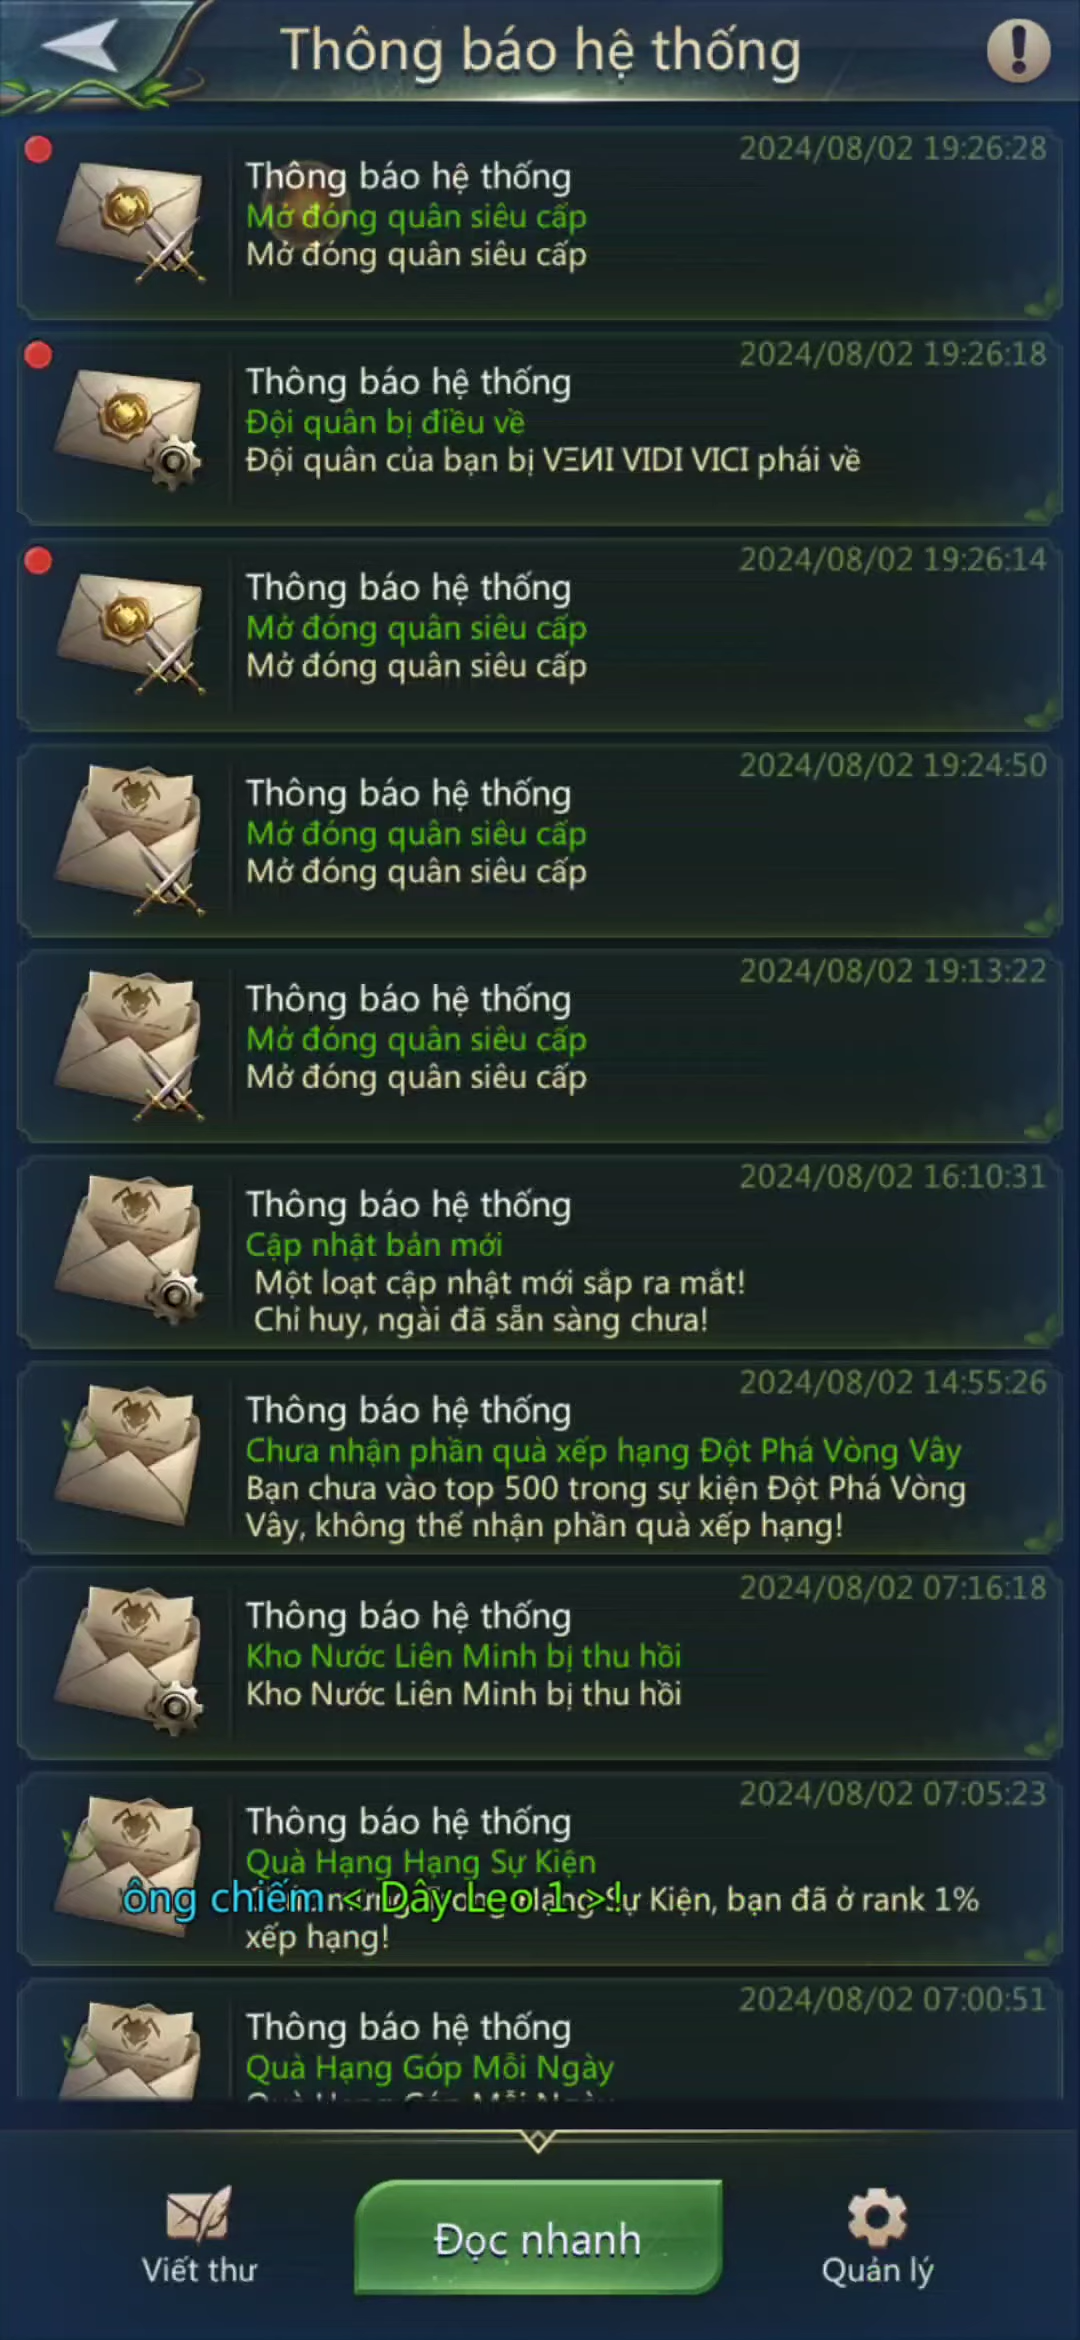 Thông báo hệ thống
2024/08/02 19:26:28
Thông báo hệ thống
Mở đóng quân siêu cấp
Mở đóng quân siêu cấp
2024/08/02 19:26:18
Thông báo hệ thống
Đội quân bị điều về
Đội quân của bạn bị VΞИI VIDI VICI phái về
2024/08/02 19:26:14
Thông báo hệ thống
Mở đóng quân siêu cấp
Mở đóng quân siêu cấp
2024/08/02 19:24:50
Thông báo hệ thống
Mở đóng quân siêu cấp
Mở đóng quân siêu cấp
2024/08/02 19:13:22
Thông báo hệ thống
Mở đóng quân siêu cấp
Mở đóng quân siêu cấp
2024/08/02 16:10:31
Thông báo hệ thống
Cập nhật bản mới
Một loạt cập nhật mới sắp ra mắt!
Chỉ huy, ngài đã sẵn sàng chưa!
2024/08/02 14:55:26
Thông báo hệ thống
Chưa nhận phần quà xếp hạng Đột Phá Vòng Vây
Bạn chưa vào top 500 trong sự kiện Đột Phá Vòng
Vây, không thể nhận phần quà xếp hạng!
2024/08/02 07:16:18
Thông báo hệ thống
Kho Nước Liên Minh bị thu hồi
Kho Nước Liên Minh bị thu hồi
2024/08/02 07:05:23
Thông báo hệ thống
Quà Hạng Hạng Sự Kiện
ông chiếm < Dây Leo 1 >!
Sự Kiện, bạn đã ở rank 1%
xếp hạng!
2024/08/02 07:00:51
Thông báo hệ thống
Quà Hạng Góp Mỗi Ngày
Viết thư
Đọc nhanh
Quản lý